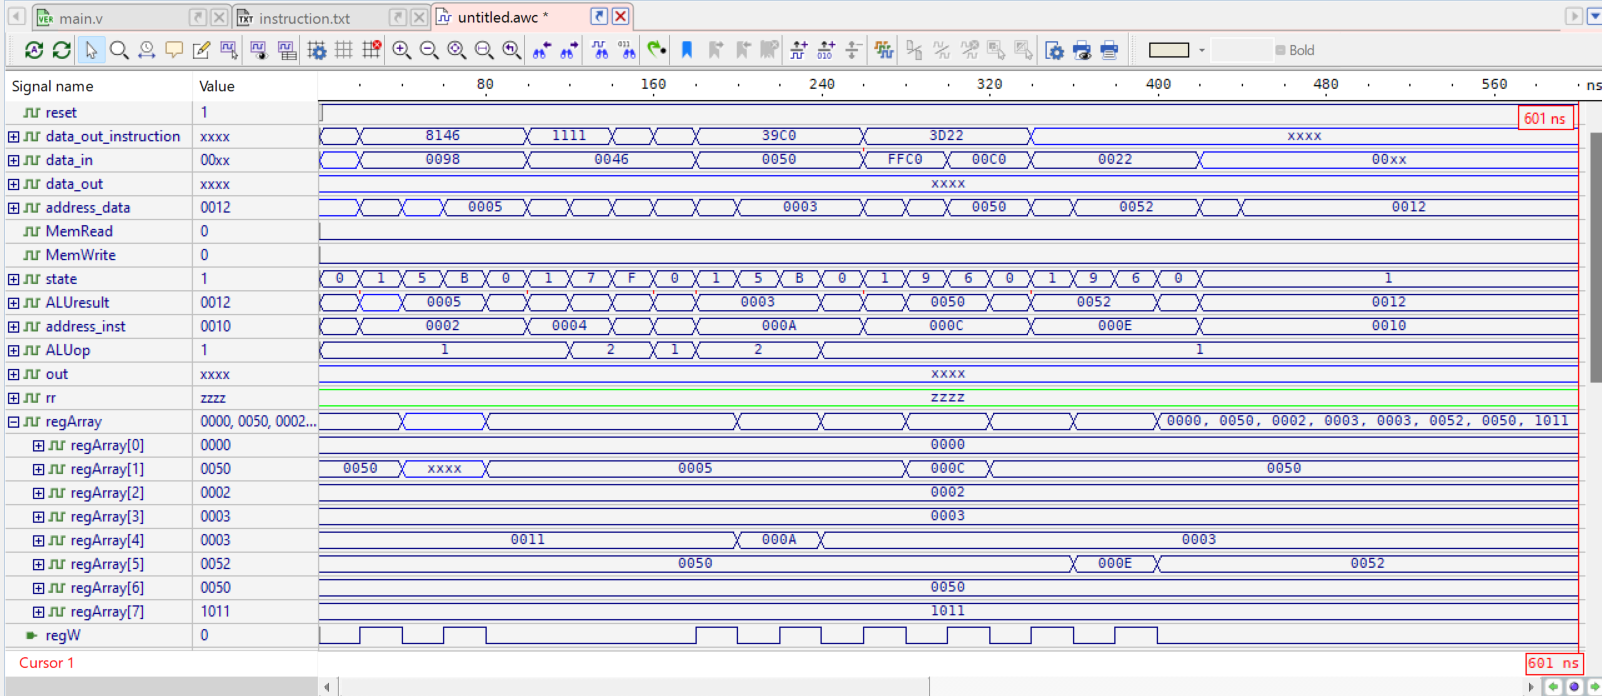 VER main.v TXT instruction.txt untitled.awc *
Bold
Signal name Value 80 160 240 320 400 480 560 ns
reset 1 601 ns
data_out_instruction xxxx 8146 1111 39C0 3D22 xxxx
data_in 00xx 0098 0046 0050 FFC0 00C0 0022 00xx
data_out xxxx xxxx
address_data 0012 0005 0003 0050 0052 0012
MemRead 0
MemWrite 0
state 1 0 1 5 B 0 1 7 F 0 1 5 B 0 1 9 6 0 1 9 6 0 1
ALUresult 0012 0005 0003 0050 0052 0012
address_inst 0010 0002 0004 000A 000C 000E 0010
ALUop 1 1 2 1 2 1
out xxxx xxxx
rr zzzz zzzz
regArray 0000, 0050, 0002... 0000, 0050, 0002, 0003, 0003, 0052, 0050, 1011
regArray[0] 0000 0000
regArray[1] 0050 0050 xxxx 0005 000C 0050
regArray[2] 0002 0002
regArray[3] 0003 0003
regArray[4] 0003 0011 000A 0003
regArray[5] 0052 0050 000E 0052
regArray[6] 0050 0050
regArray[7] 1011 1011
regW 0
Cursor 1 601 ns